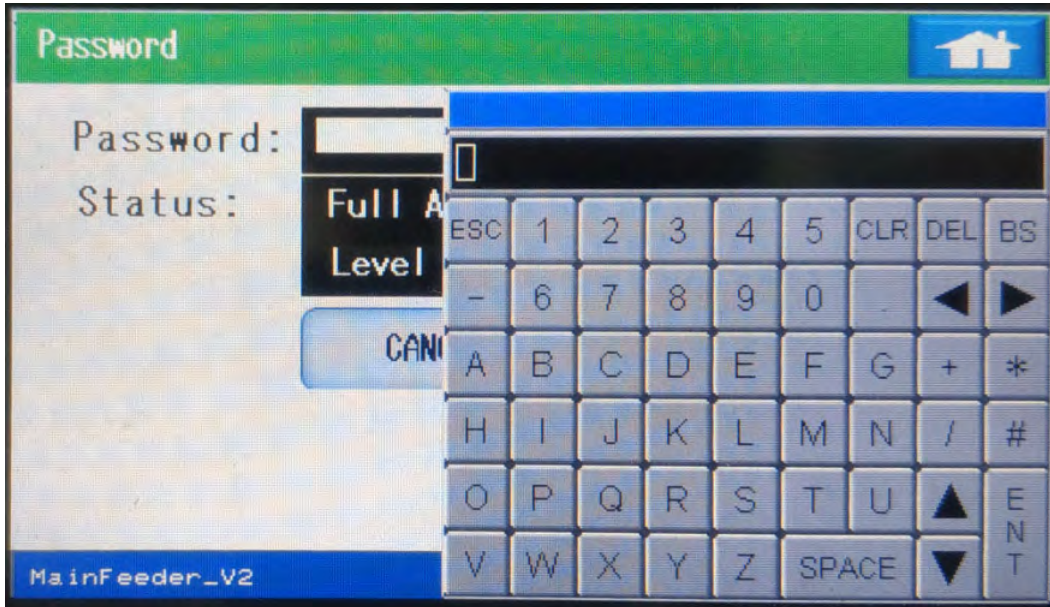 Password
Password:
Status:
Full A
Level
CANC
ESC 1 2 3 4 5 CLR DEL BS
- 6 7 8 9 0 .
A B C D E F G + *
H I J K L M N / #
O P Q R S T U ENT
V W X Y Z SPACE
MainFeeder_V2